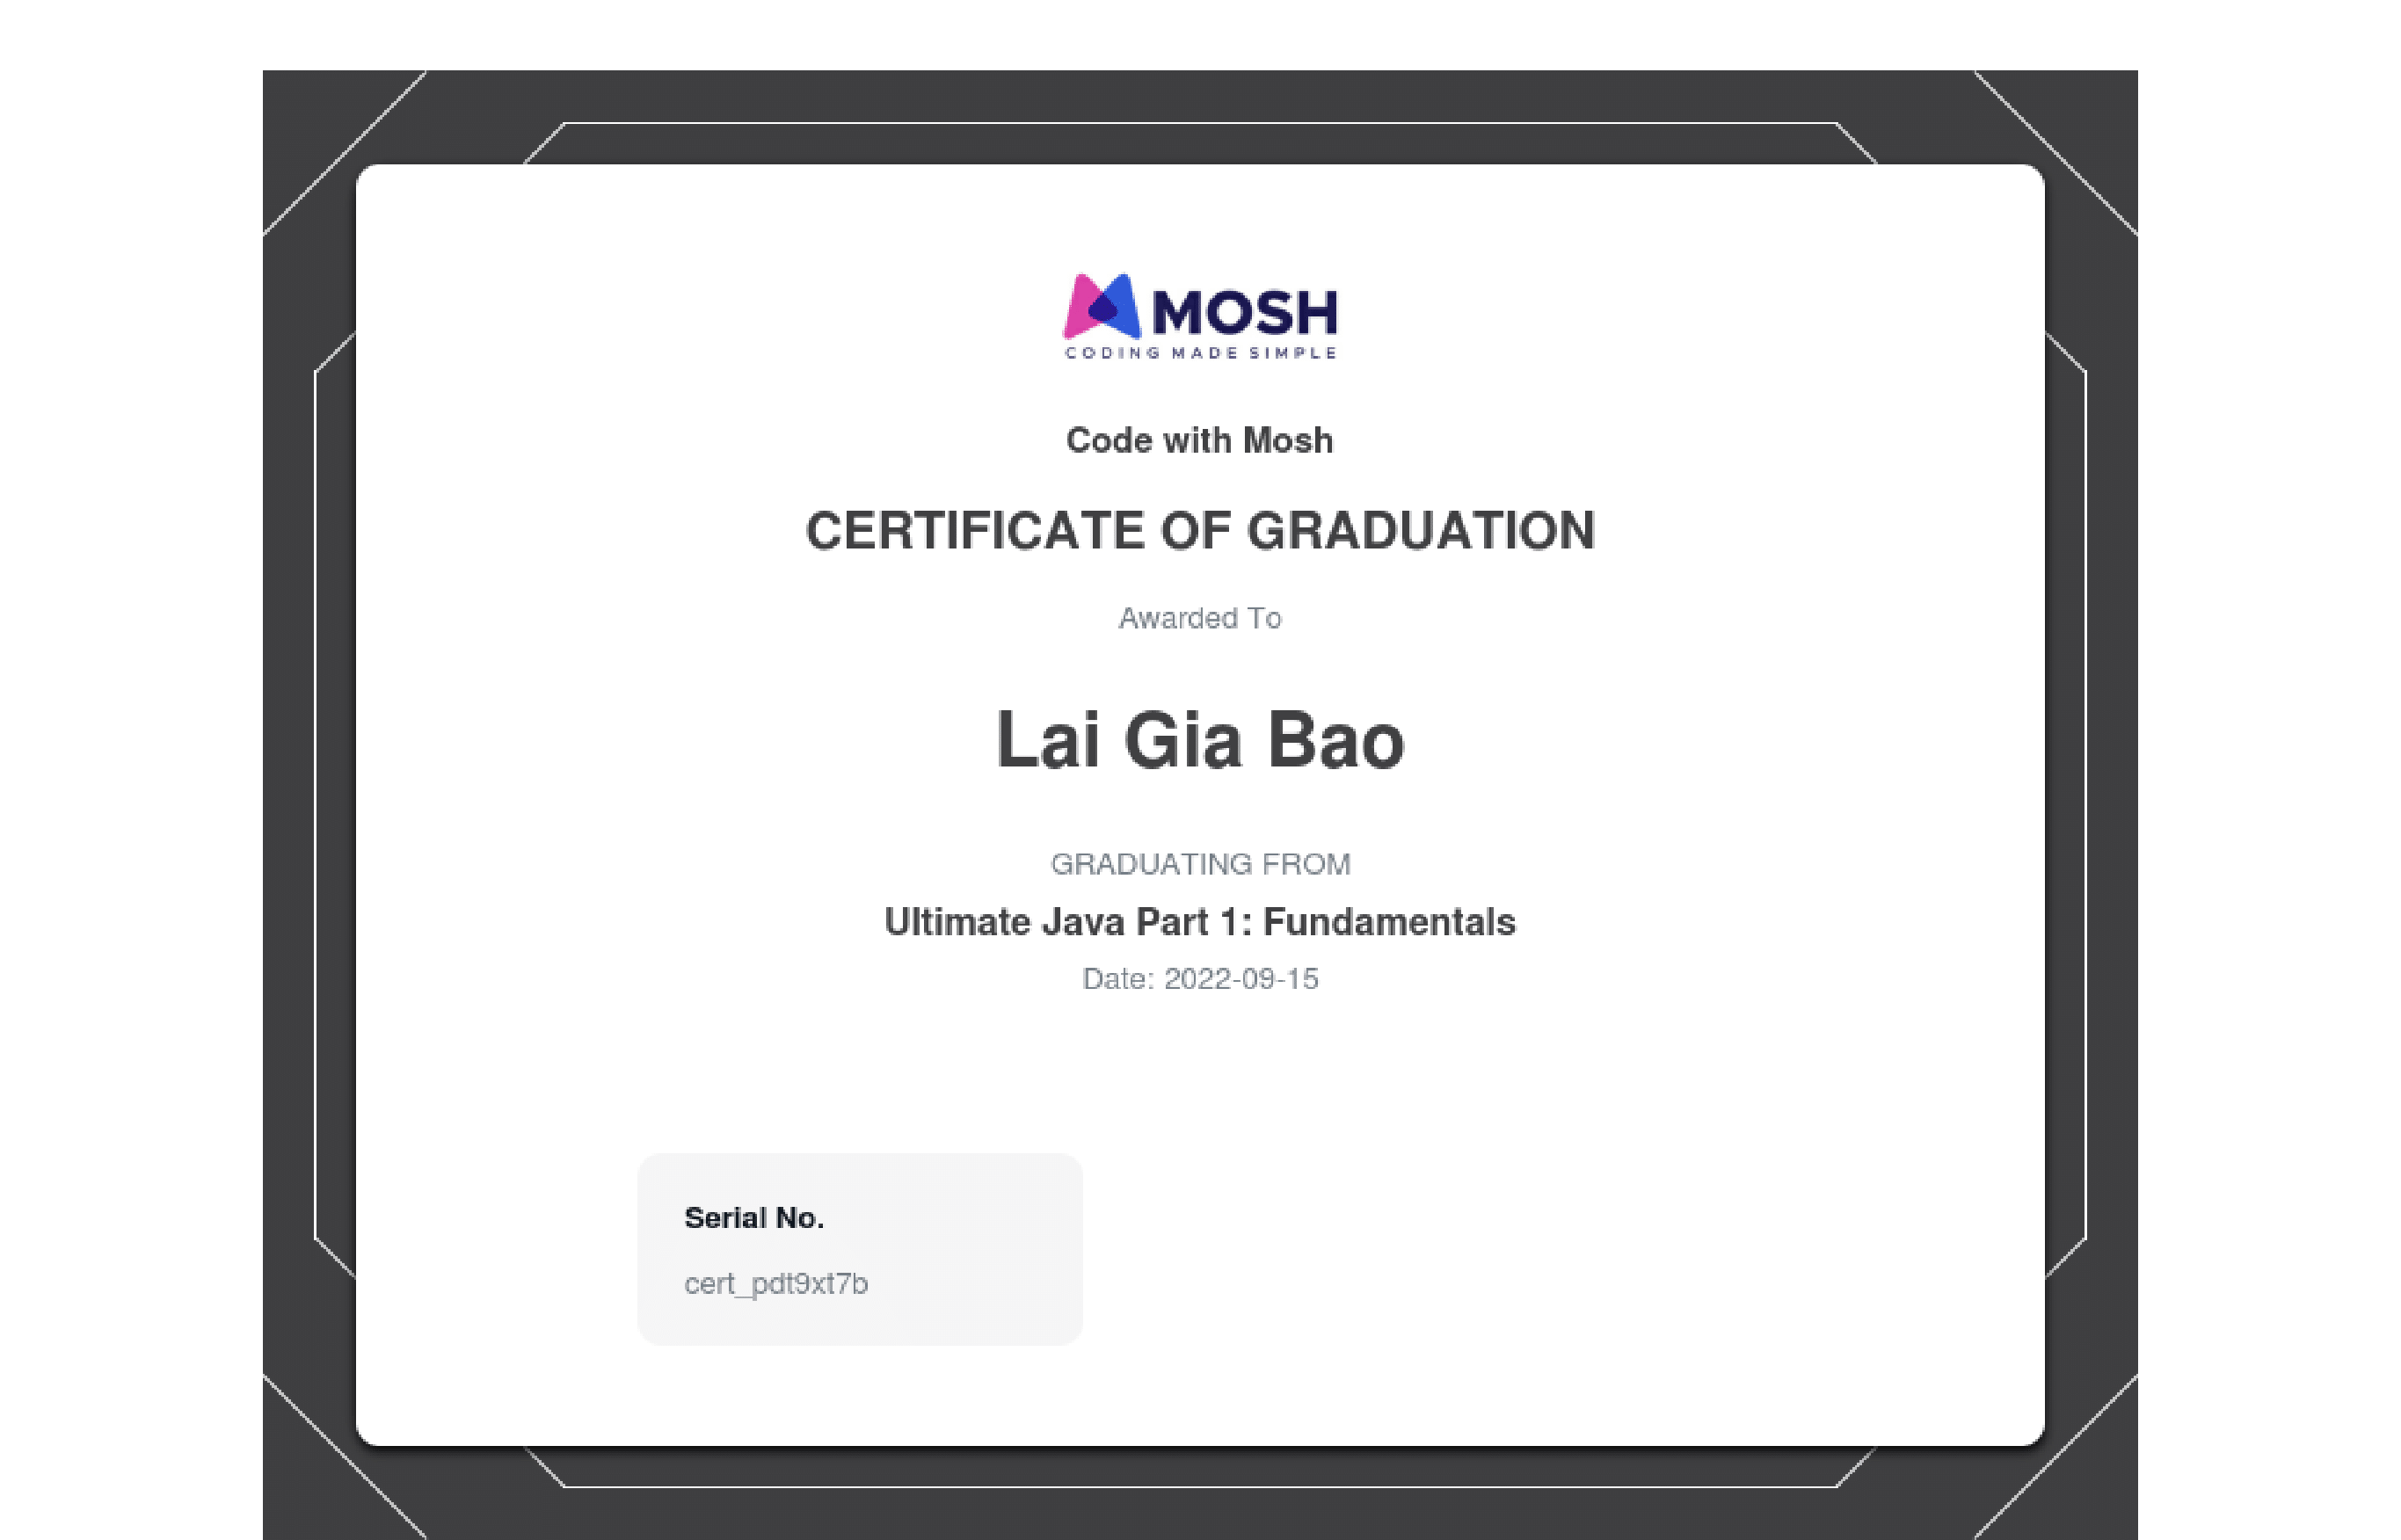 MOSH
CODING MADE SIMPLE
Code with Mosh
CERTIFICATE OF GRADUATION
Awarded To
Lai Gia Bao
GRADUATING FROM
Ultimate Java Part 1: Fundamentals
Date: 2022-09-15
Serial No.
cert_pdt9xt7b